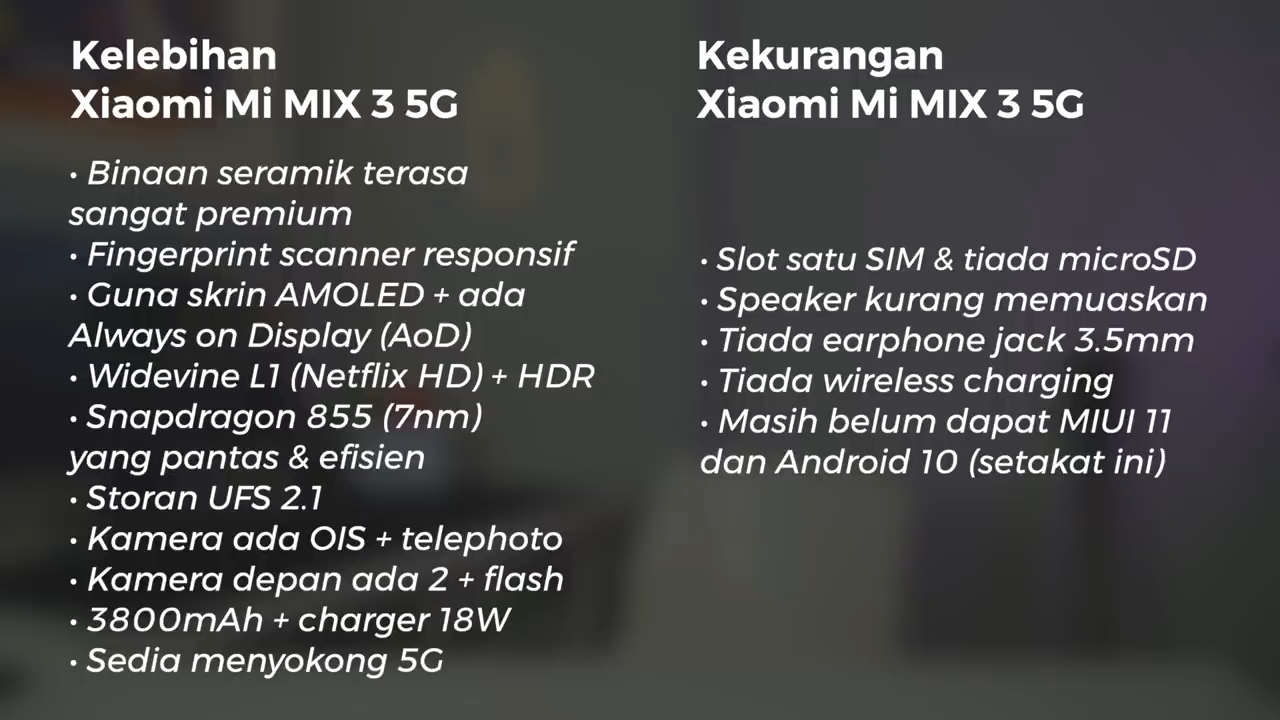 Kelebihan
Xiaomi Mi MIX 3 5G
• Binaan seramik terasa
sangat premium
• Fingerprint scanner responsif
• Guna skrin AMOLED + ada
Always on Display (AoD)
• Widevine L1 (Netflix HD) + HDR
• Snapdragon 855 (7nm)
yang pantas & efisien
• Storan UFS 2.1
• Kamera ada OIS + telephoto
• Kamera depan ada 2 + flash
• 3800mAh + charger 18W
• Sedia menyokong 5G
Kekurangan
Xiaomi Mi MIX 3 5G
• Slot satu SIM & tiada microSD
• Speaker kurang memuaskan
• Tiada earphone jack 3.5mm
• Tiada wireless charging
• Masih belum dapat MIUI 11
dan Android 10 (setakat ini)